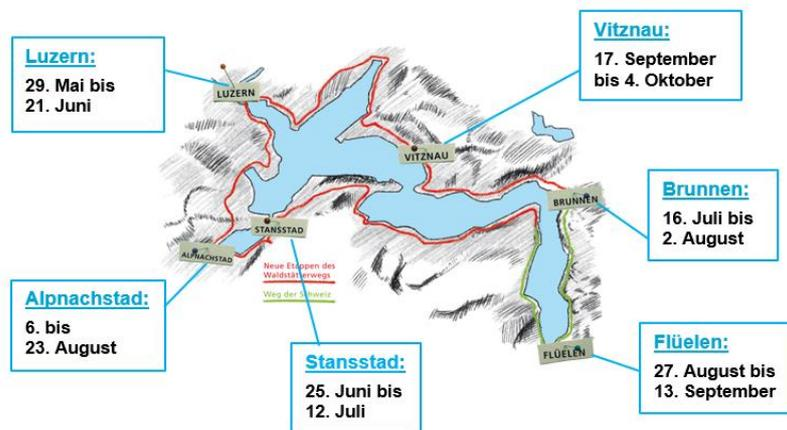 Luzern:
29. Mai bis
21. Juni
Vitznau:
17. September
bis 4. Oktober
LUZERN
VITZNAU
Brunnen:
16. Juli bis
2. August
BRUNNEN
STANSSTAD
ALPNACHSTAD
Neue Etappen des
Waldstätterwegs
Weg der Schweiz
Alpnachstad:
6. bis
23. August
Stansstad:
25. Juni bis
12. Juli
FLÜELEN
Flüelen:
27. August bis
13. September